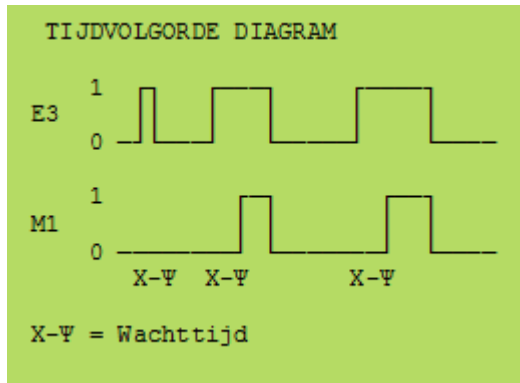 TIJDVOLGORDE DIAGRAM
1
E3
0
1
M1
0
X-Ψ X-Ψ X-Ψ
X-Ψ = Wachttijd